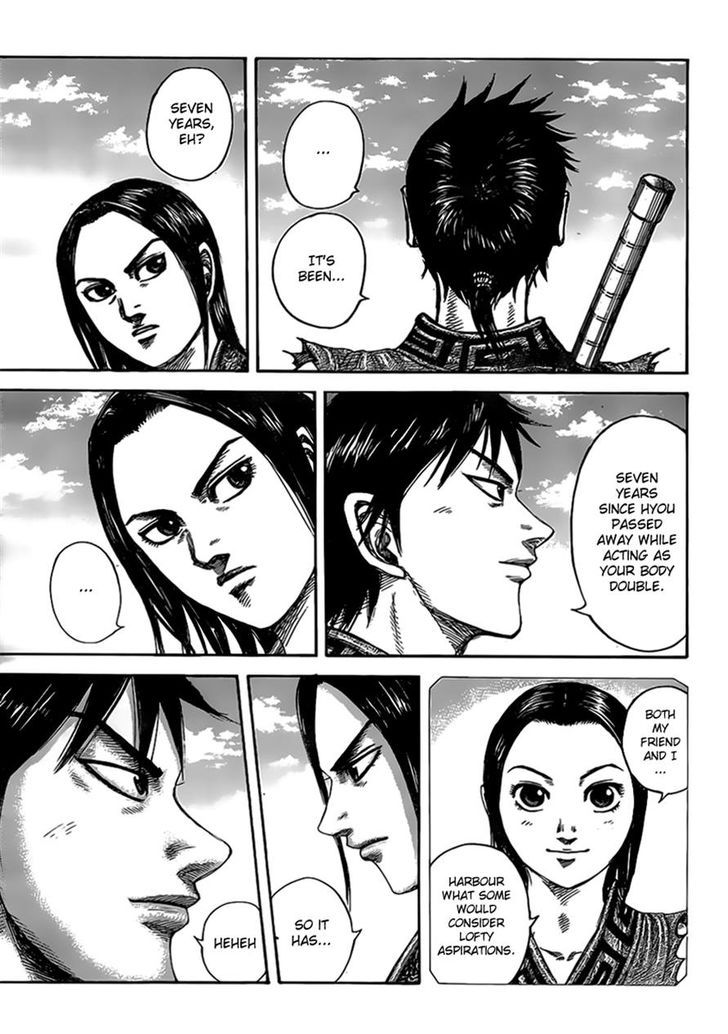 ...
IT'S
BEEN...
SEVEN
YEARS,
EH?
SEVEN
YEARS
SINCE HYOU
PASSED
AWAY WHILE
ACTING AS
YOUR BODY
DOUBLE.
...
BOTH
MY
FRIEND
AND I
...
HARBOUR
WHAT SOME
WOULD
CONSIDER
LOFTY
ASPIRATIONS.
SO IT
HAS...
HEHEH